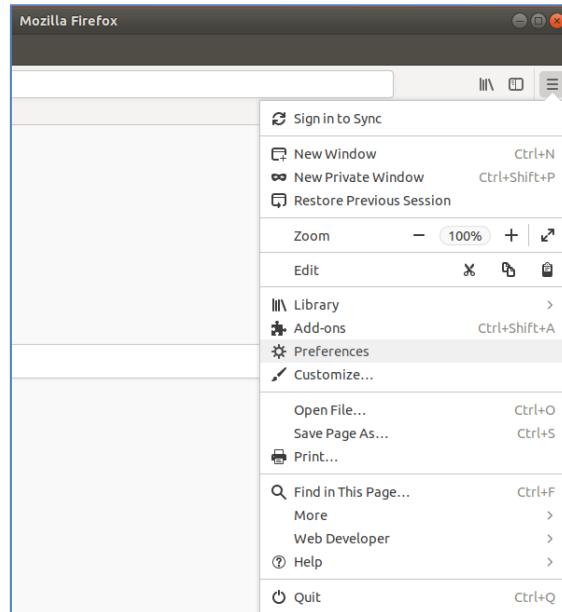 Mozilla Firefox
Sign in to Sync
New Window Ctrl+N
New Private Window Ctrl+Shift+P
Restore Previous Session
Zoom − 100% +
Edit
Library >
Add-ons Ctrl+Shift+A
Preferences
Customize...
Open File... Ctrl+O
Save Page As... Ctrl+S
Print...
Find in This Page... Ctrl+F
More >
Web Developer >
Help >
Quit Ctrl+Q